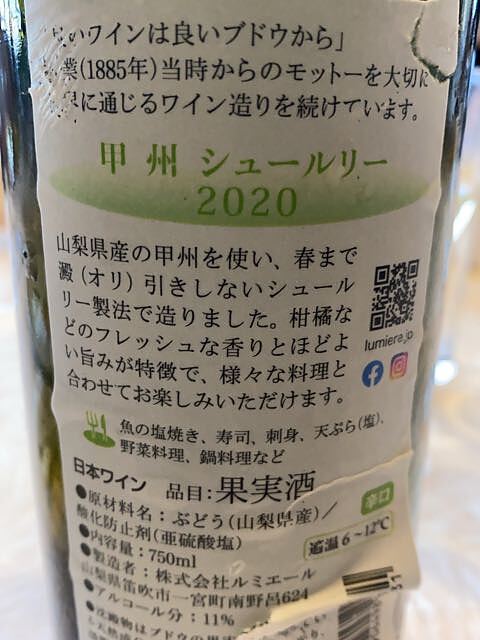 いワインは良いブドウから」
業(1885年)当時からのモットーを大切に
に通じるワイン造りを続けています。
甲州 シュールリー
2020
山梨県産の甲州を使い、春まで
澱(オリ)引きしないシュール
リー製法で造りました。柑橘な
どのフレッシュな香りとほどよ
い旨みが特徴で、様々な料理と
合わせてお楽しみいただけます。
lumiere.jp
魚の塩焼き、寿司、刺身、天ぷら(塩)、
野菜料理、鍋料理など
日本ワイン 品目:果実酒
●原材料名:ぶどう(山梨県産)/
酸化防止剤(亜硫酸塩)
●内容量:750ml
●製造者:株式会社ルミエール
山梨県笛吹市一宮町南野呂624
●アルコール分:11%
辛口
適温6~12℃